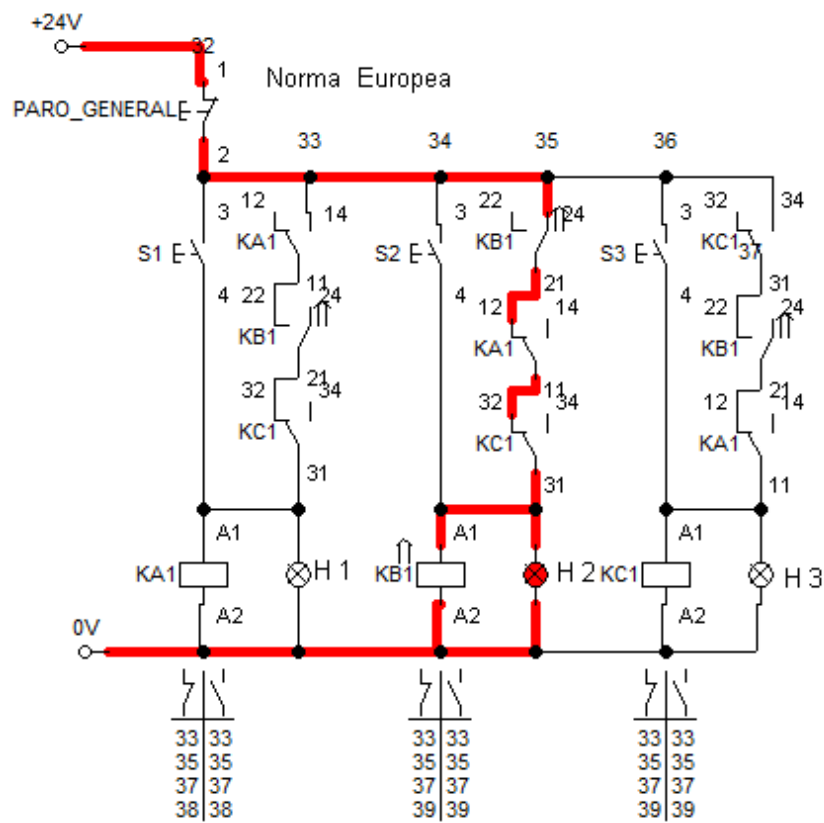 +24V
32
1
Norma Europea
PARO_GENERAL
2
33 34 35 36
3 12 14 3 22 24 3 32 34
S1 KA1 S2 KB1 S3 KC1 37
4 22 11 24 4 12 21 14 4 22 31 24
KB1 KA1 KB1
32 21 34 32 11 34 12 21 14
KC1 KC1 KA1
31 31 11
A1 A1 A1
KA1 H 1 KB1 H 2 KC1 H 3
A2 A2 A2
0V
33 33 33 33 33 33
35 35 35 35 35 35
37 37 37 37 37 37
38 38 39 39 39 39